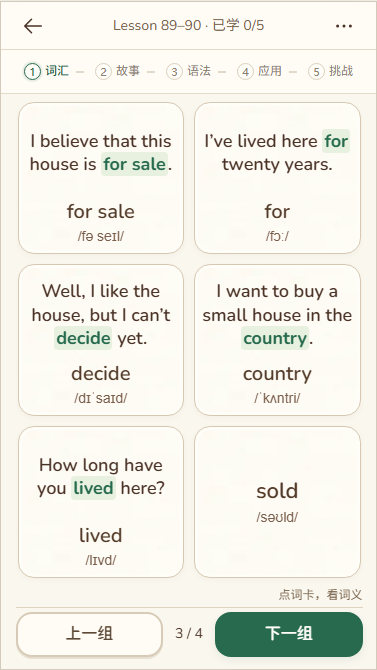 Lesson 89–90 · 已学 0/5
1 词汇 – 2 故事 – 3 语法 – 4 应用 – 5 挑战
I believe that this
house is for sale.
for sale
/fə seɪl/
I've lived here for
twenty years.
for
/fɔː/
Well, I like the
house, but I can't
decide yet.
decide
/dɪˈsaɪd/
I want to buy a
small house in the
country.
country
/ˈkʌntri/
How long have
you lived here?
lived
/lɪvd/
sold
/səʊld/
点词卡，看词义
上一组
3 / 4
下一组